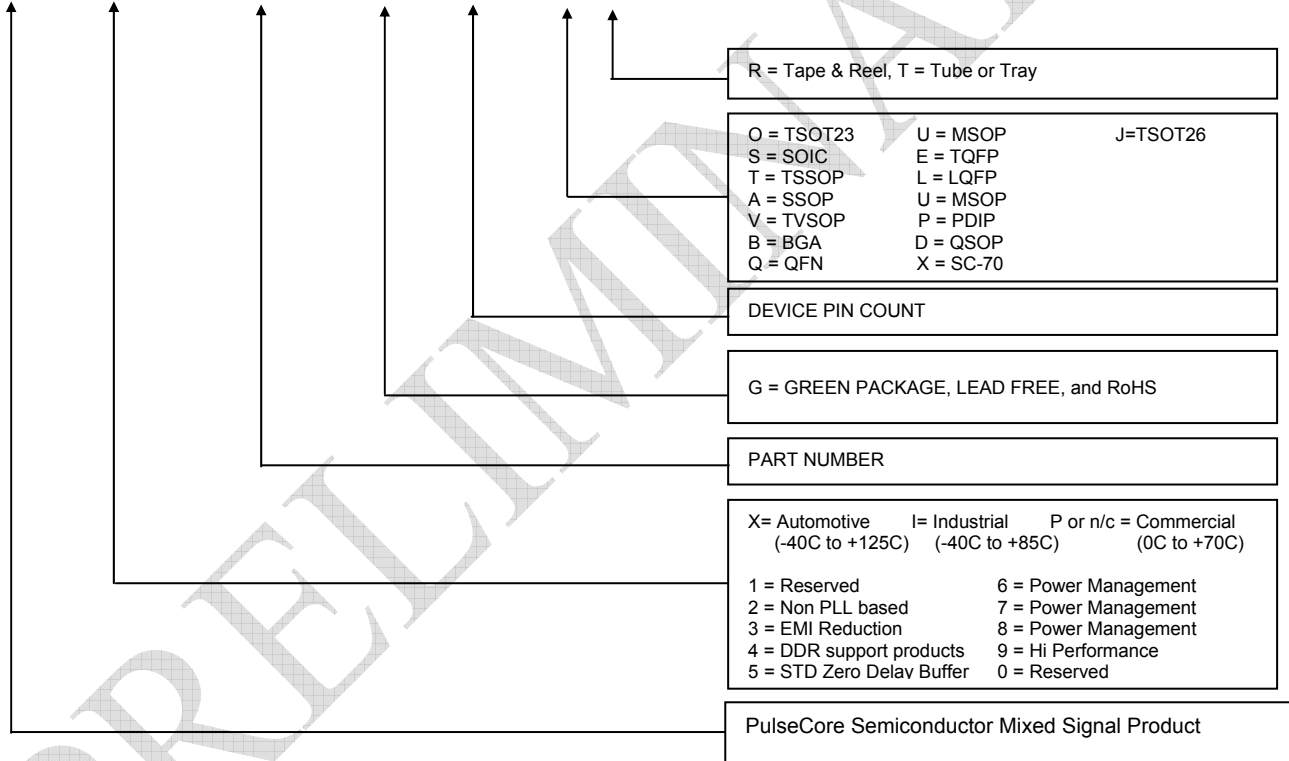 R = Tape & Reel, T = Tube or Tray
O = TSOT23 U = MSOP J=TSOT26
S = SOIC E = TQFP
T = TSSOP L = LQFP
A = SSOP U = MSOP
V = TVSOP P = PDIP
B = BGA D = QSOP
Q = QFN X = SC-70
DEVICE PIN COUNT
G = GREEN PACKAGE, LEAD FREE, and RoHS
PART NUMBER
X= Automotive I= Industrial P or n/c = Commercial
(-40C to +125C) (-40C to +85C) (0C to +70C)
1 = Reserved 6 = Power Management
2 = Non PLL based 7 = Power Management
3 = EMI Reduction 8 = Power Management
4 = DDR support products 9 = Hi Performance
5 = STD Zero Delay Buffer 0 = Reserved
PulseCore Semiconductor Mixed Signal Product
PRELIMINA